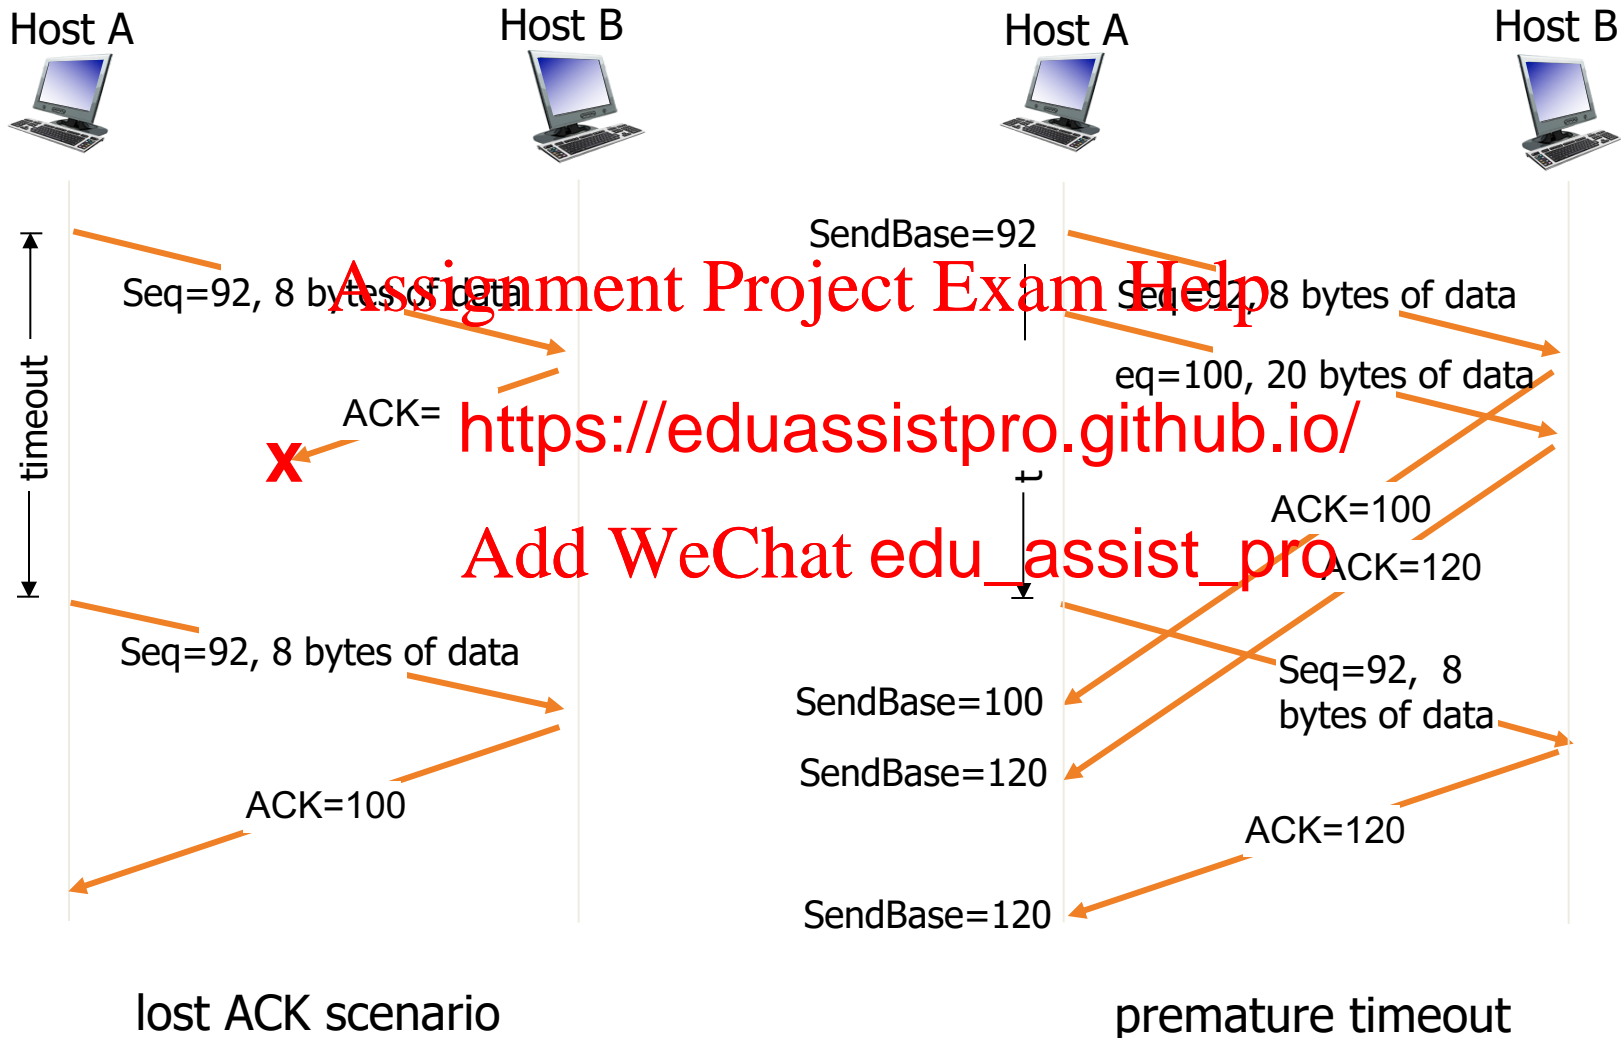 Host A
Host B
timeout
Seq=92, 8 bytes of data
ACK=
X
Seq=92, 8 bytes of data
ACK=100
lost ACK scenario
Host A
Host B
SendBase=92
Seq=92, 8 bytes of data
eq=100, 20 bytes of data
t
ACK=100
ACK=120
Seq=92, 8
bytes of data
SendBase=100
SendBase=120
ACK=120
SendBase=120
premature timeout
Assignment Project Exam Help
https://eduassistpro.github.io/
Add WeChat edu_assist_pro